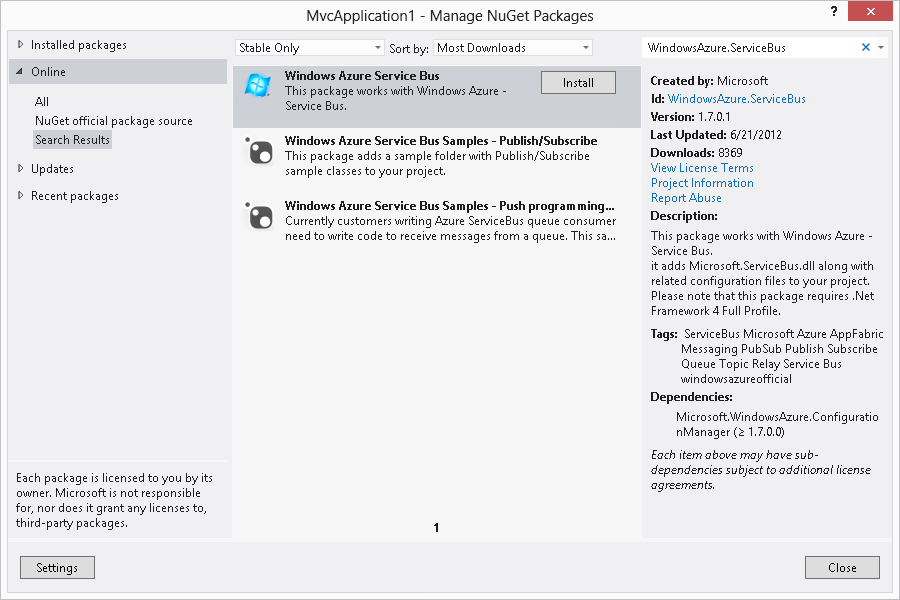 MvcApplication1 - Manage NuGet Packages
?
Installed packages
Online
All
NuGet official package source
Search Results
Updates
Recent packages
Each package is licensed to you by its
owner. Microsoft is not responsible
for, nor does it grant any licenses to,
third-party packages.
Settings
Stable Only
Sort by:
Most Downloads
Windows Azure Service Bus
This package works with Windows Azure -
Service Bus.
Install
Windows Azure Service Bus Samples - Publish/Subscribe
This package adds a sample folder with Publish/Subscribe
sample classes to your project.
Windows Azure Service Bus Samples - Push programming...
Currently customers writing Azure ServiceBus queue consumer
need to write code to receive messages from a queue. This sa...
1
WindowsAzure.ServiceBus
Created by: Microsoft
Id: WindowsAzure.ServiceBus
Version: 1.7.0.1
Last Updated: 6/21/2012
Downloads: 8369
View License Terms
Project Information
Report Abuse
Description:
This package works with Windows Azure -
Service Bus.
it adds Microsoft.ServiceBus.dll along with
related configuration files to your project.
Please note that this package requires .Net
Framework 4 Full Profile.
Tags: ServiceBus Microsoft Azure AppFabric
Messaging PubSub Publish Subscribe
Queue Topic Relay Service Bus
windowsazureofficial
Dependencies:
Microsoft.WindowsAzure.Configuratio
nManager (≥ 1.7.0.0)
Each item above may have sub-
dependencies subject to additional license
agreements.
Close